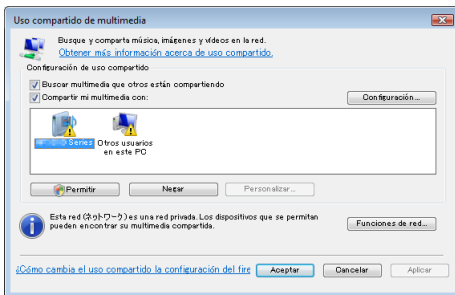 Uso compartido de multimedia
Busque y comparta música, imágenes y vídeos en la red.
Obtener más información acerca de uso compartido.
Configuración de uso compartido
Buscar multimedia que otros están compartiendo
Compartir mi multimedia con:
Configuración...
Series
Otros usuarios
en este PC
Permitir
Negar
Personalizar...
Esta red (ネットワーク) es una red privada. Los dispositivos que se permitan
pueden encontrar su multimedia compartida.
Funciones de red...
¿Cómo cambia el uso compartido la configuración del fire
Aceptar
Cancelar
Aplicar